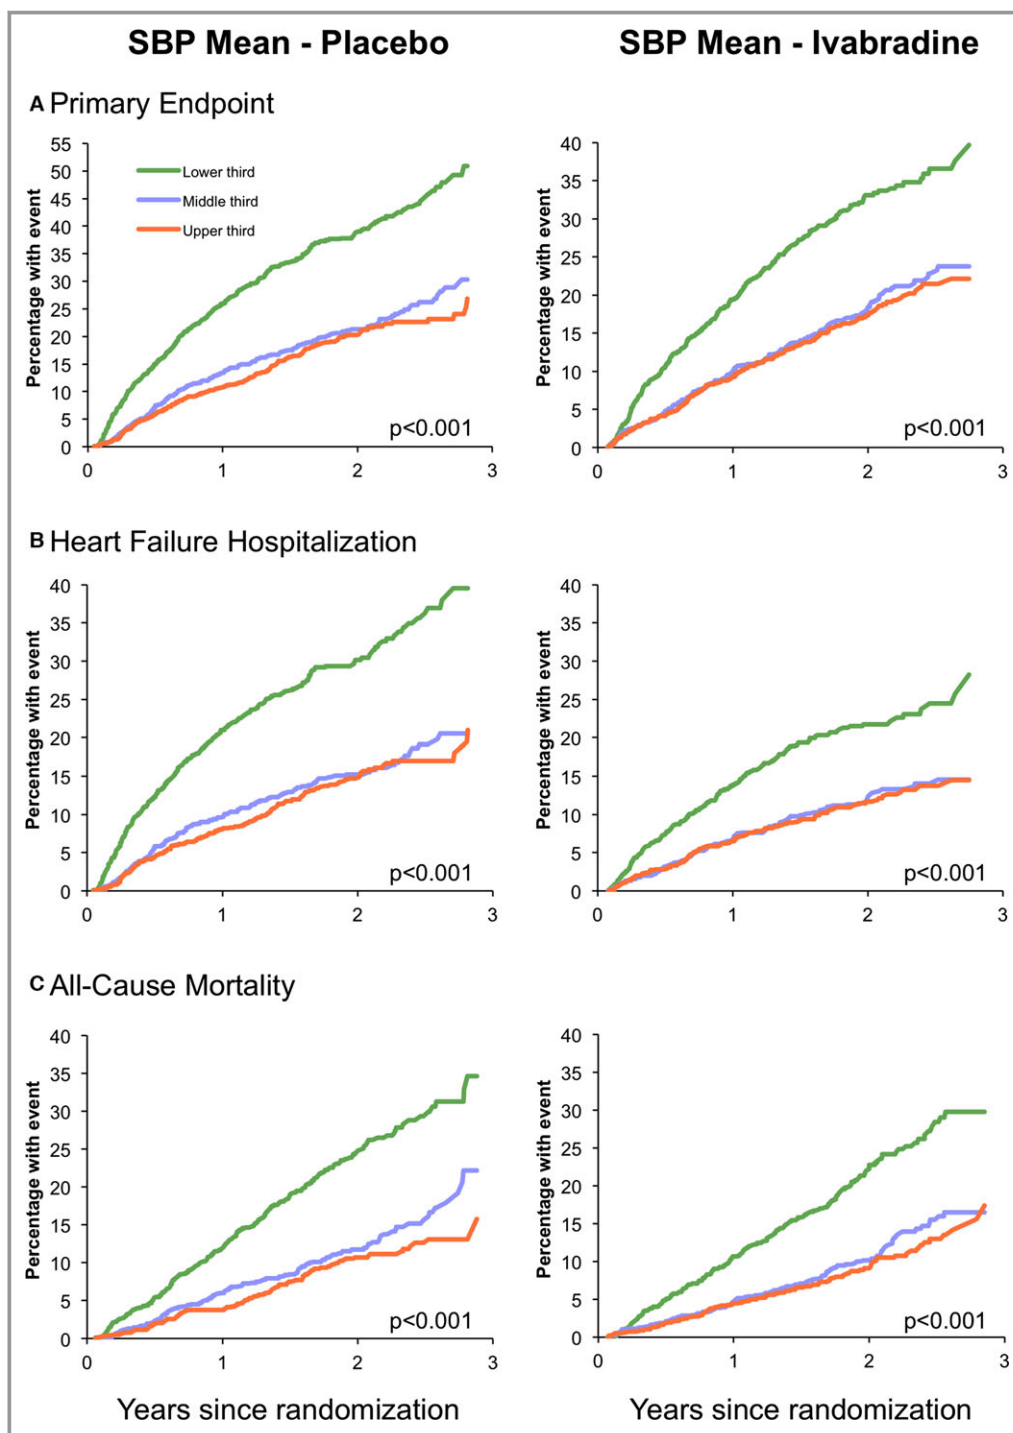 SBP Mean - Placebo
SBP Mean - Ivabradine
A Primary Endpoint
Percentage with event
55
50
45
40
35
30
25
20
15
10
5
0
Lower third
Middle third
Upper third
p<0.001
0 1 2 3
Percentage with event
40
35
30
25
20
15
10
5
0
p<0.001
0 1 2 3
B Heart Failure Hospitalization
Percentage with event
40
35
30
25
20
15
10
5
0
p<0.001
0 1 2 3
Percentage with event
40
35
30
25
20
15
10
5
0
p<0.001
0 1 2 3
C All-Cause Mortality
Percentage with event
40
35
30
25
20
15
10
5
0
p<0.001
0 1 2 3
Years since randomization
Percentage with event
40
35
30
25
20
15
10
5
0
p<0.001
0 1 2 3
Years since randomization